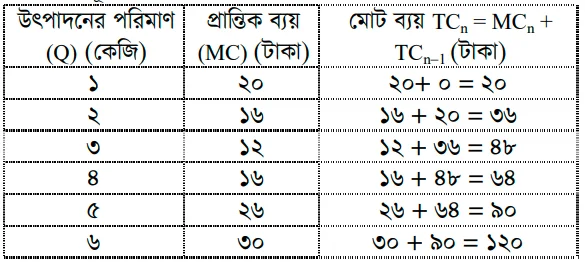 উৎপাদনের পরিমাণ (Q) (কেজি) প্রান্তিক ব্যয় (MC) (টাকা) মোট ব্যয় TCn = MCn + TCn–1 (টাকা)
১ ২০ ২০+ ০ = ২০
২ ১৬ ১৬ + ২০ = ৩৬
৩ ১২ ১২ + ৩৬ = ৪৮
৪ ১৬ ১৬ + ৪৮ = ৬৪
৫ ২৬ ২৬ + ৬৪ = ৯০
৬ ৩০ ৩০ + ৯০ = ১২০